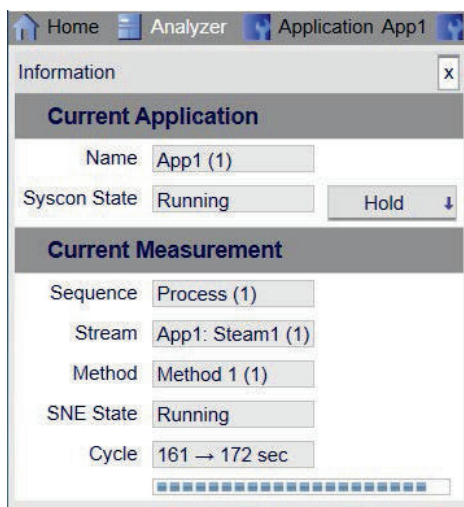 Home Analyzer Application App1
Information x
Current Application
Name App1 (1)
Syscon State Running Hold ↓
Current Measurement
Sequence Process (1)
Stream App1: Steam1 (1)
Method Method 1 (1)
SNE State Running
Cycle 161 → 172 sec